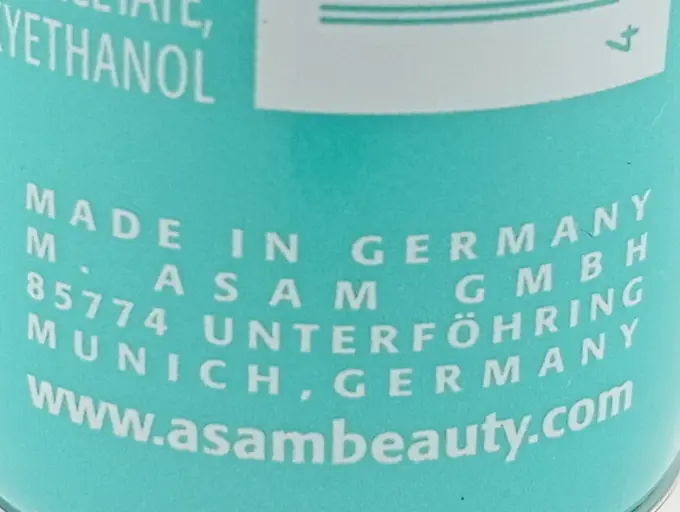 YETHANOL
MADE IN GERMANY
M. ASAM GMBH
85774 UNTERFÖHRING
MUNICH, GERMANY
www.asambeauty.com